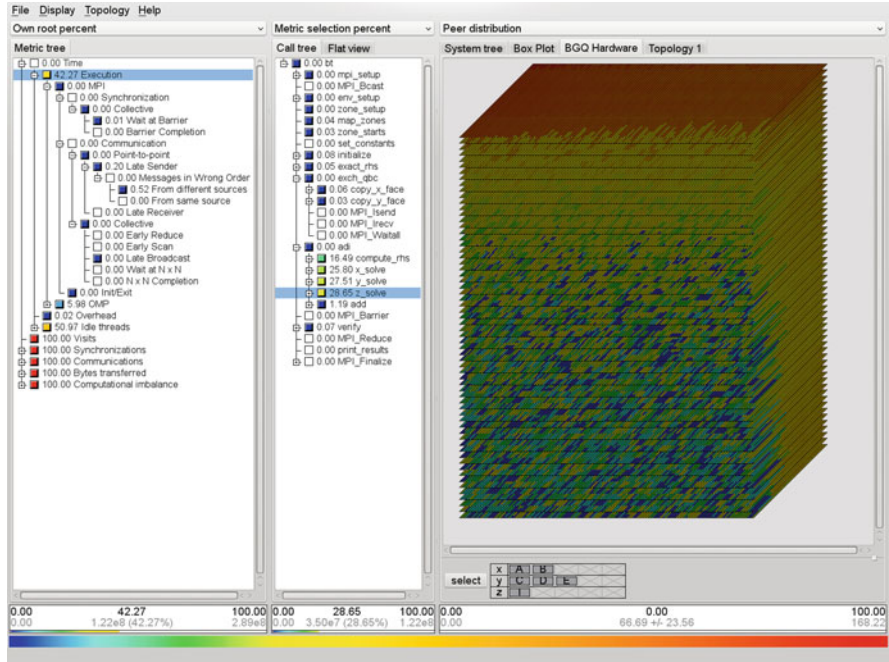 File Display Topology Help
Own root percent
Metric selection percent
Peer distribution
Metric tree
0.00 Time
42.27 Execution
0.00 MPI
0.00 Synchronization
0.00 Collective
0.01 Wait at Barrier
0.00 Barrier Completion
0.00 Communication
0.00 Point-to-point
0.20 Late Sender
0.00 Messages in Wrong Order
0.52 From different sources
0.00 From same source
0.00 Late Receiver
0.00 Collective
0.00 Early Reduce
0.00 Early Scan
0.00 Late Broadcast
0.00 Wait at N x N
0.00 N x N Completion
0.00 Init/Exit
5.98 OMP
0.02 Overhead
50.97 Idle threads
100.00 Visits
100.00 Synchronizations
100.00 Communications
100.00 Bytes transferred
100.00 Computational imbalance
Call tree Flat view
0.00 bt
0.00 mpi_setup
0.00 MPI_Bcast
0.00 env_setup
0.00 zone_setup
0.04 map_zones
0.03 zone_starts
0.00 set_constants
0.08 initialize
0.05 exact_rhs
0.00 exch_qbc
0.06 copy_x_face
0.03 copy_y_face
0.00 MPI_Isend
0.00 MPI_Irecv
0.00 MPI_Waitall
0.00 adi
16.49 compute_rhs
25.80 x_solve
27.51 y_solve
28.65 z_solve
1.19 add
0.00 MPI_Barrier
0.07 verify
0.00 MPI_Reduce
0.00 print_results
0.00 MPI_Finalize
System tree Box Plot BGQ Hardware Topology 1
select
x A B
y C D E
z T
0.00 42.27 100.00
0.00 1.22e8 (42.27%) 2.89e8
0.00 28.65 100.00
0.00 3.50e7 (28.65%) 1.22e8
0.00 0.00 100.00
0.00 66.69 +/- 23.56 168.22